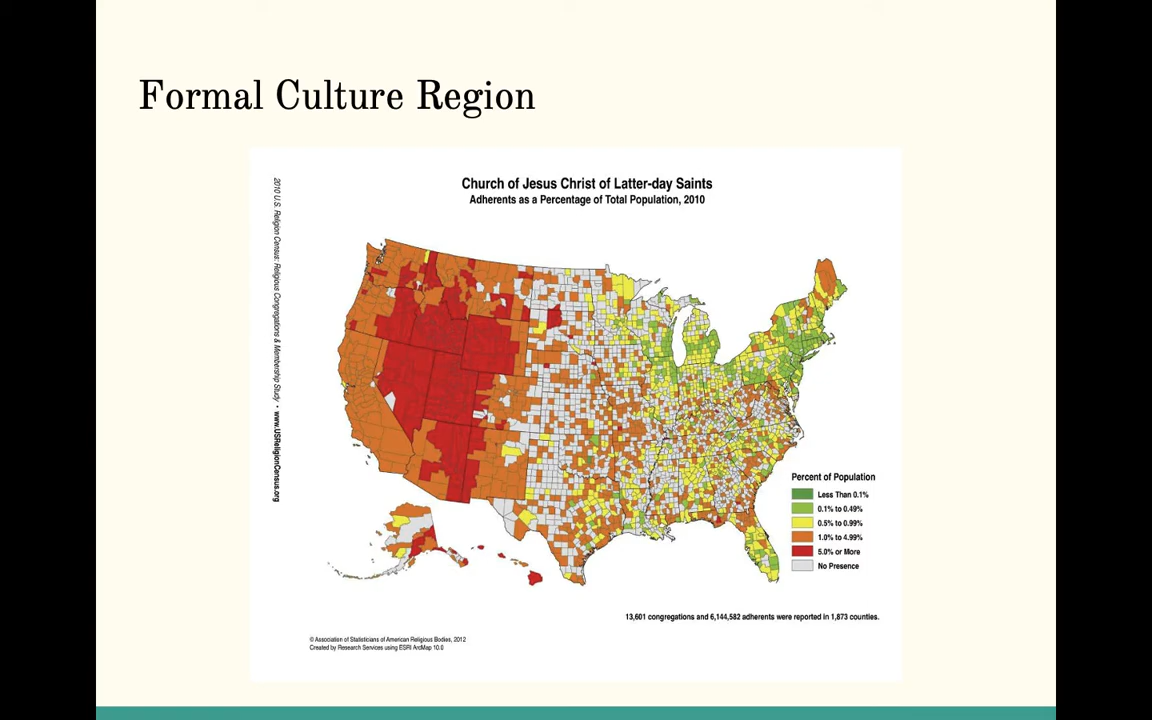 Formal Culture Region
Church of Jesus Christ of Latter-day Saints
Adherents as a Percentage of Total Population, 2010
2010 U.S. Religion Census: Religious Congregations & Membership Study • www.USReligionCensus.org
Percent of Population
Less Than 0.1%
0.1% to 0.49%
0.5% to 0.99%
1.0% to 4.99%
5.0% or More
No Presence
13,601 congregations and 6,144,582 adherents were reported in 1,873 counties.
© Association of Statisticians of American Religious Bodies, 2012
Created by Research Services using ESRI ArcMap 10.0